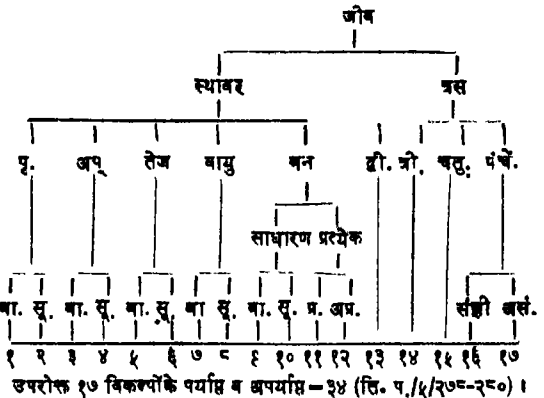 जीव
स्थावर त्रस
पृ. अप् तेज वायु वन द्वी. त्री. चतु. पंचें.
साधारण प्रत्येक
बा. सू. बा. सू. बा. सू. बा सू. बा. सू. प्र. अप्र. संज्ञी असं.
१ २ ३ ४ ५ ६ ७ ८ ९ १० ११ १२ १३ १४ १५ १६ १७
उपरोक्त १७ विकल्पोंके पर्याप्त व अपर्याप्त – ३४ (ति. प./५/२७८-२८०) ।